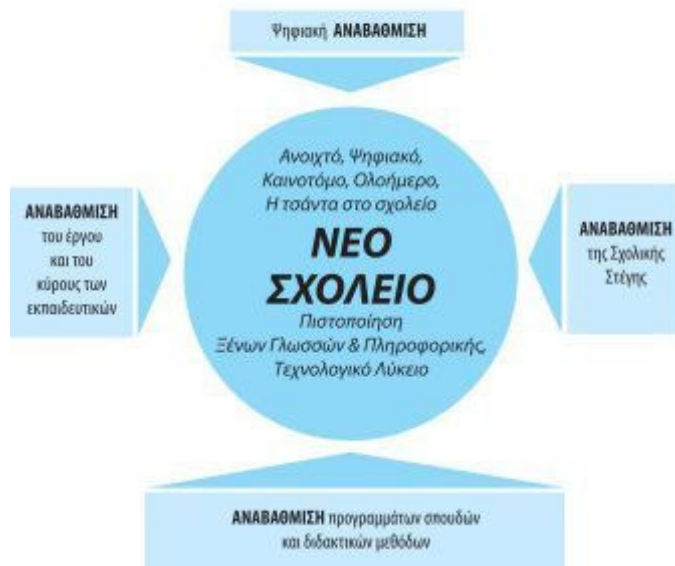 Ψηφιακή ΑΝΑΒΑΘΜΙΣΗ
Ανοιχτό, Ψηφιακό,
Καινοτόμο, Ολοήμερο,
Η τσάντα στο σχολείο
ΝΕΟ
ΣΧΟΛΕΙΟ
Πιστοποίηση
Ξένων Γλωσσών & Πληροφορικής,
Τεχνολογικό Λύκειο
ΑΝΑΒΑΘΜΙΣΗ
του έργου
και του
κύρους των
εκπαιδευτικών
ΑΝΑΒΑΘΜΙΣΗ
της Σχολικής
Στέγης
ΑΝΑΒΑΘΜΙΣΗ προγραμμάτων σπουδών
και διδακτικών μεθόδων